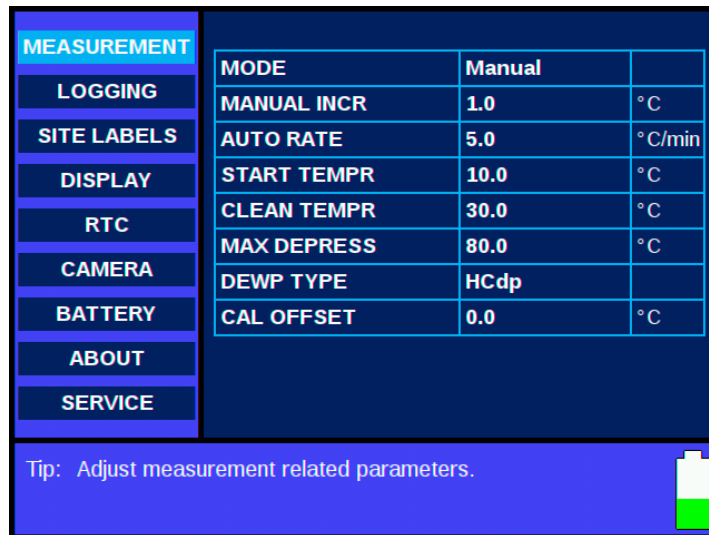 MEASUREMENT
LOGGING
SITE LABELS
DISPLAY
RTC
CAMERA
BATTERY
ABOUT
SERVICE
MODE Manual
MANUAL INCR 1.0 °C
AUTO RATE 5.0 °C/min
START TEMPR 10.0 °C
CLEAN TEMPR 30.0 °C
MAX DEPRESS 80.0 °C
DEWP TYPE HCdp
CAL OFFSET 0.0 °C
Tip: Adjust measurement related parameters.